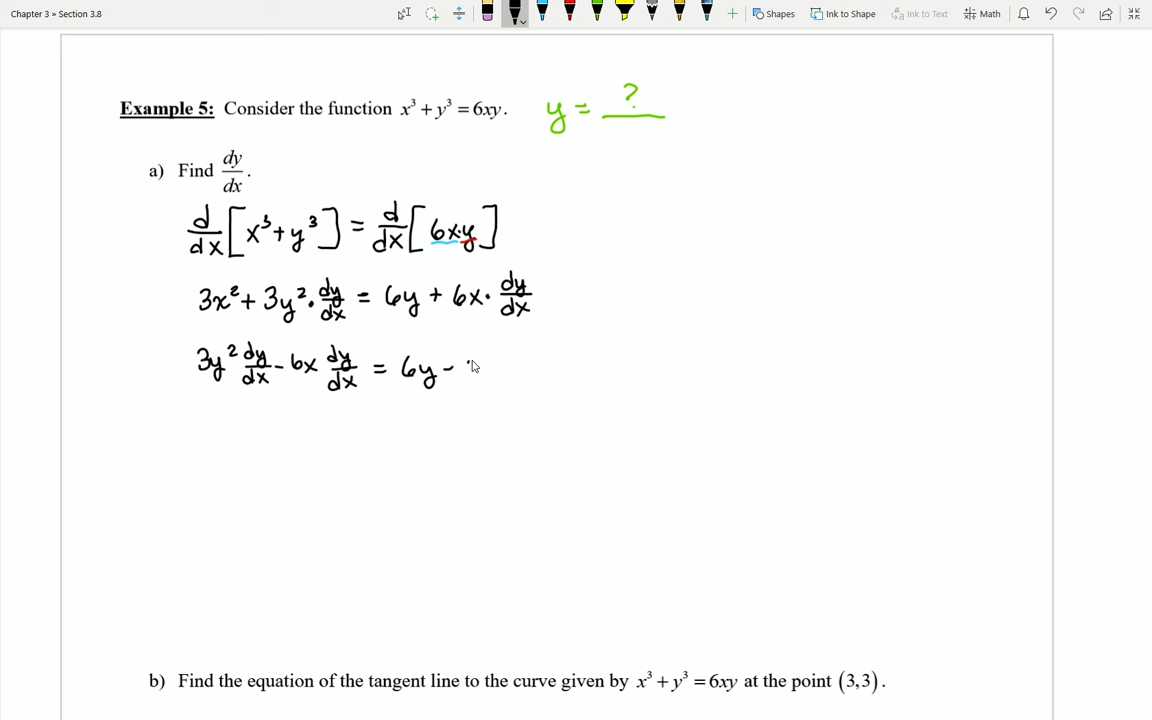 Chapter 3 » Section 3.8
Shapes Ink to Shape Ink to Text Math
Example 5: Consider the function x³ + y³ = 6xy. y = ?
a) Find dy/dx.
d/dx [x³ + y³] = d/dx [6x·y]
3x² + 3y² · dy/dx = 6y + 6x · dy/dx
3y² dy/dx - 6x dy/dx = 6y -
b) Find the equation of the tangent line to the curve given by x³ + y³ = 6xy at the point (3,3).